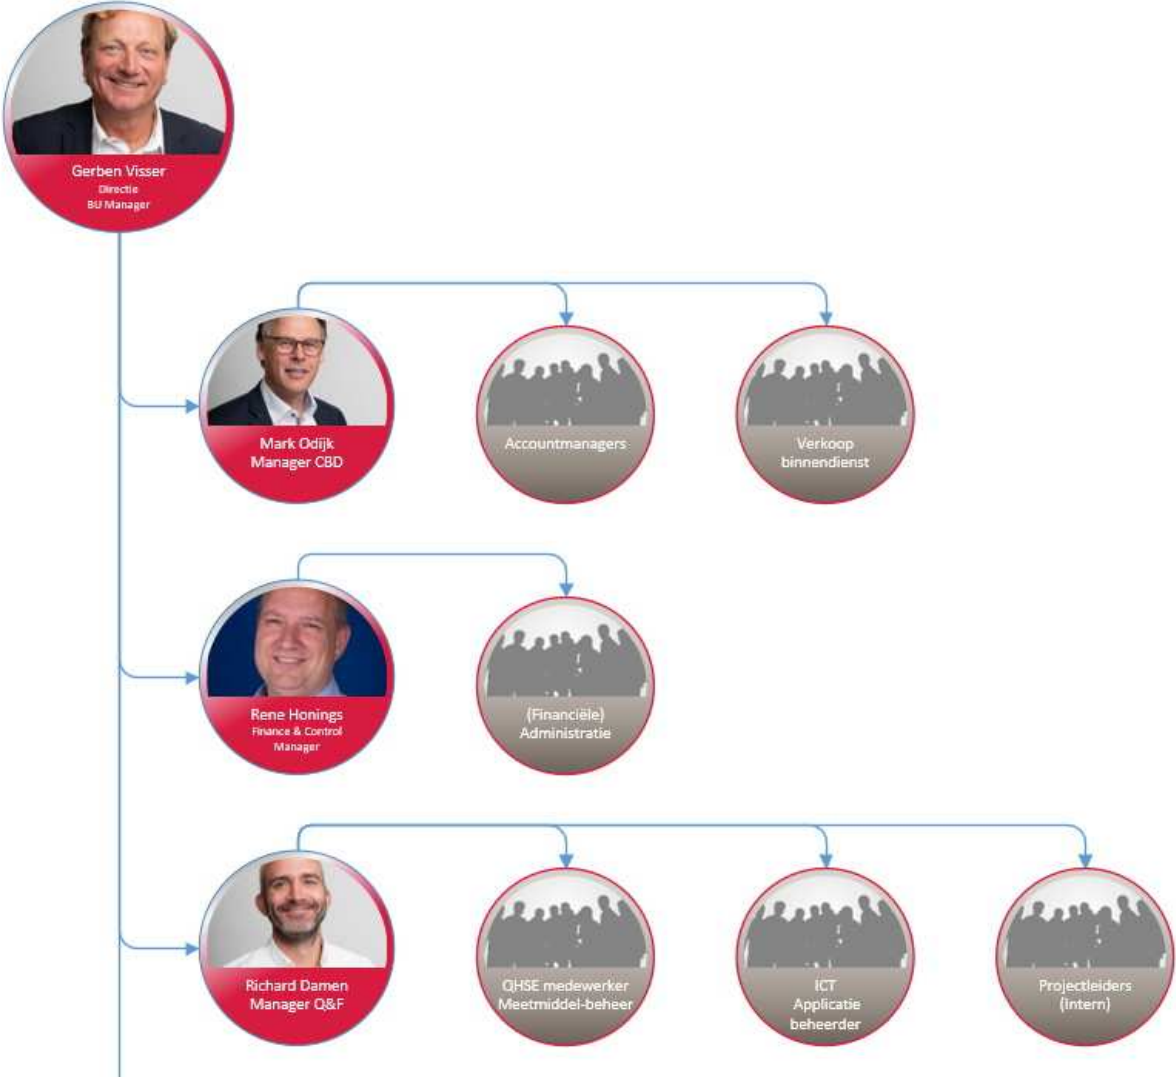 Gerben Visser
Directie
BU Manager
Mark Odijk
Manager CBD
Accountmanagers
Verkoop
binnendienst
Rene Honings
Finance & Control
Manager
(Financiële)
Administratie
Richard Damen
Manager Q&F
QHSE medewerker
Meetmiddel-beheer
ICT
Applicatie
beheerder
Projectleiders
(Intern)